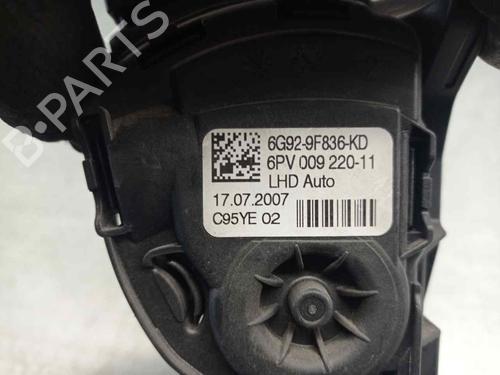 B-PARTS
6G92-9F836-KD
6PV 009 220-11
LHD Auto
17.07.2007
C95YE 02